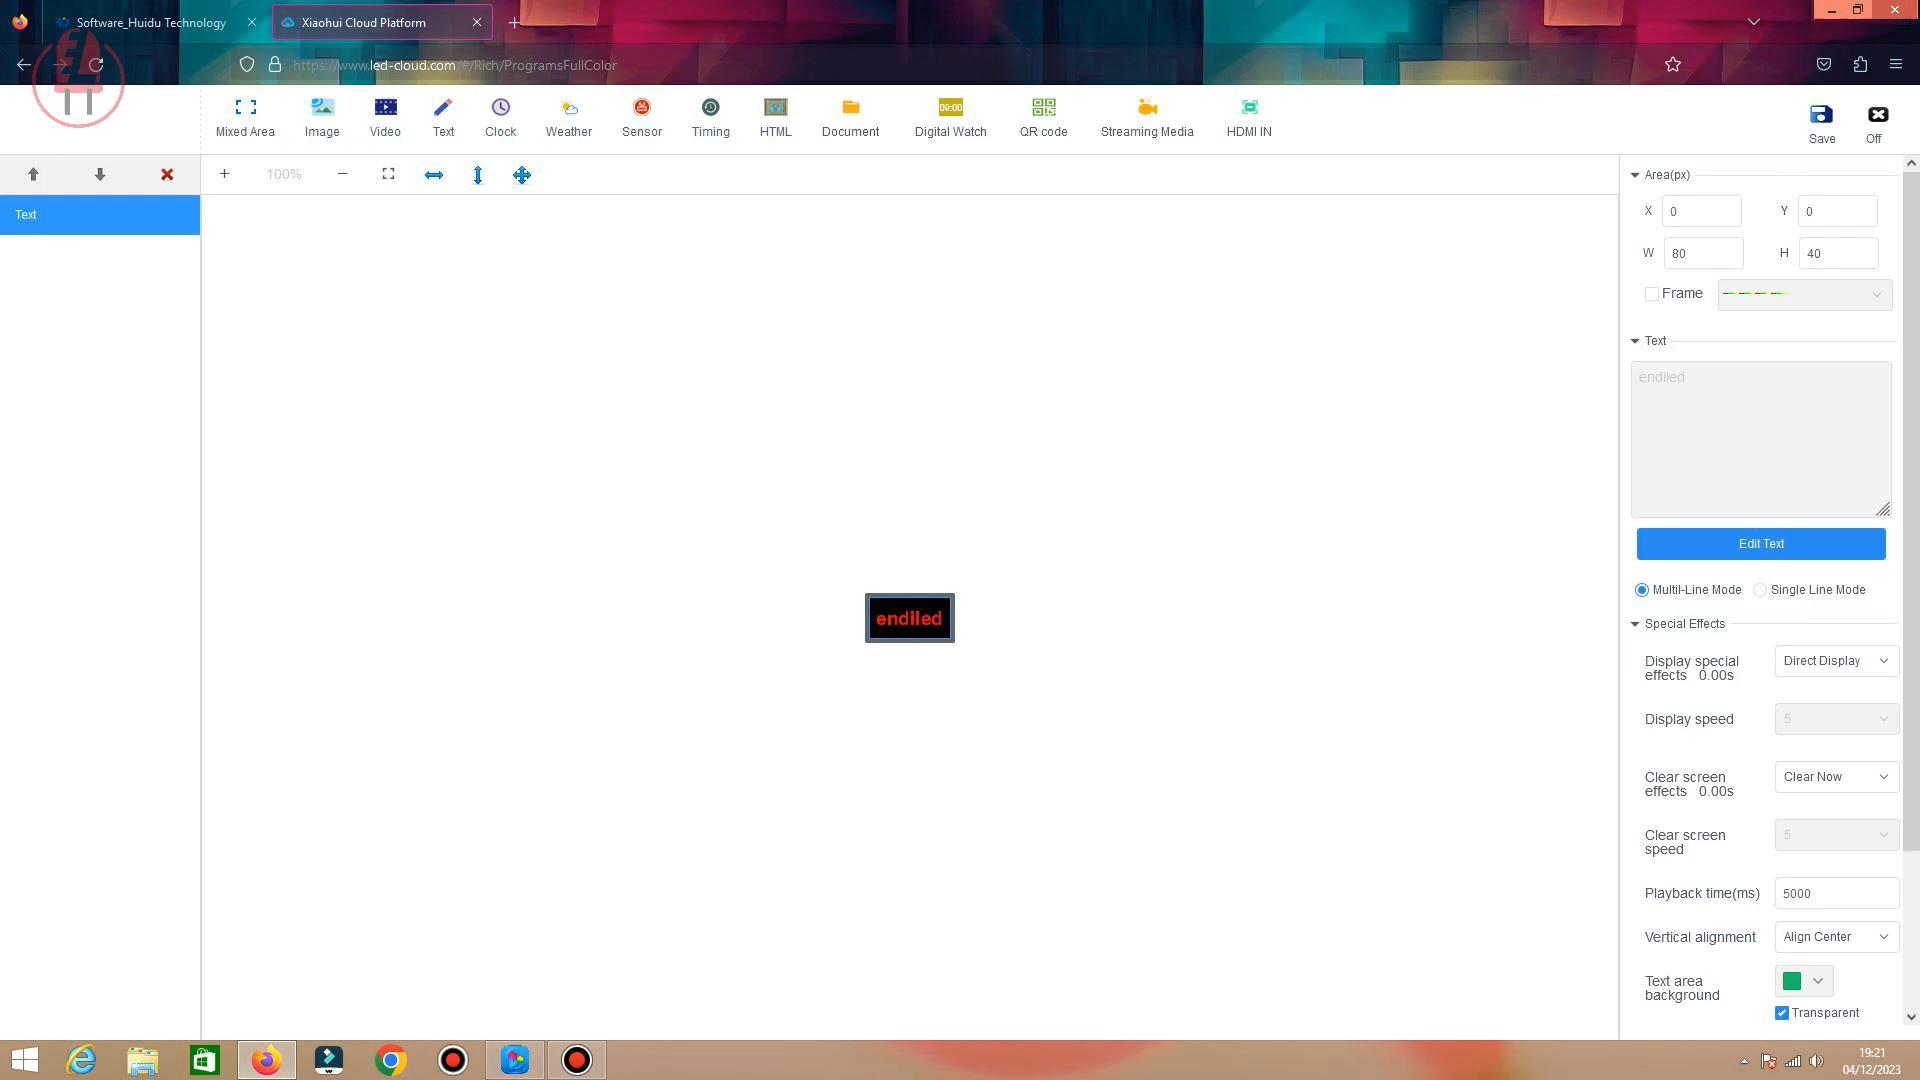 Software_Huidu Technology
Xiaohui Cloud Platform
https://www.led-cloud.com/#/Rich/ProgramsFullColor
Mixed Area
Image
Video
Text
Clock
Weather
Sensor
Timing
HTML
Document
09:00
Digital Watch
QR code
Streaming Media
HDMI IN
Save
Off
100%
Text
Area(px)
X 0 Y 0
W 80 H 40
Frame
Text
endiled
Edit Text
Multil-Line Mode Single Line Mode
Special Effects
Display special
effects 0.00s
Direct Display
Display speed 5
Clear screen
effects 0.00s
Clear Now
Clear screen
speed
5
Playback time(ms) 5000
Vertical alignment Align Center
Text area
background
Transparent
endiled
19:21
04/12/2023